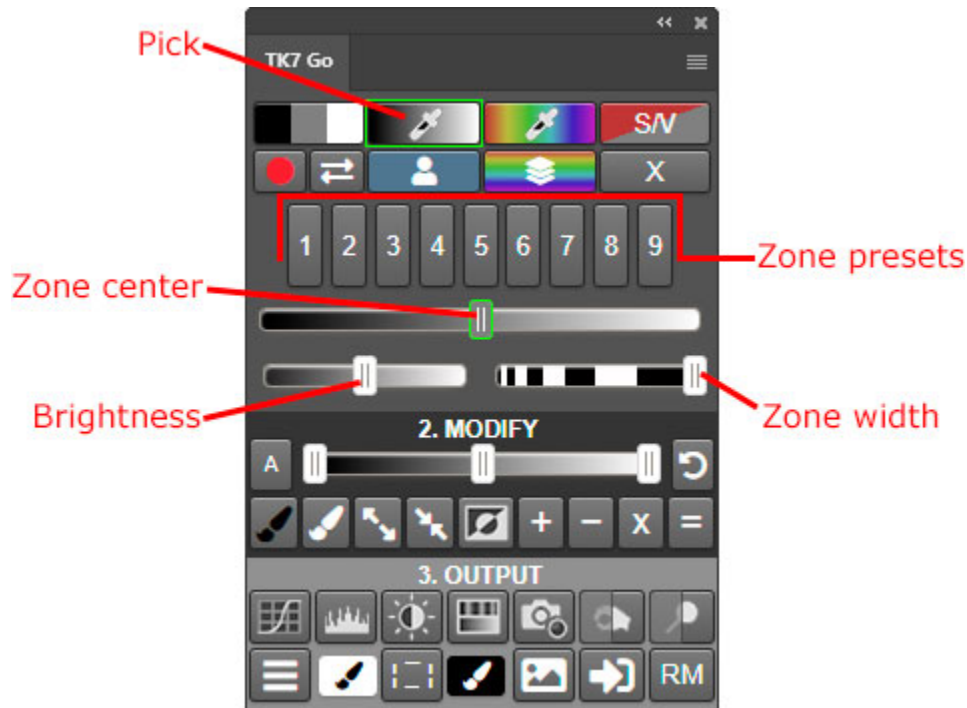 Pick
TK7 Go
S/V
X
1 2 3 4 5 6 7 8 9
Zone presets
Zone center
Brightness
Zone width
2. MODIFY
A
+ − X =
3. OUTPUT
RM